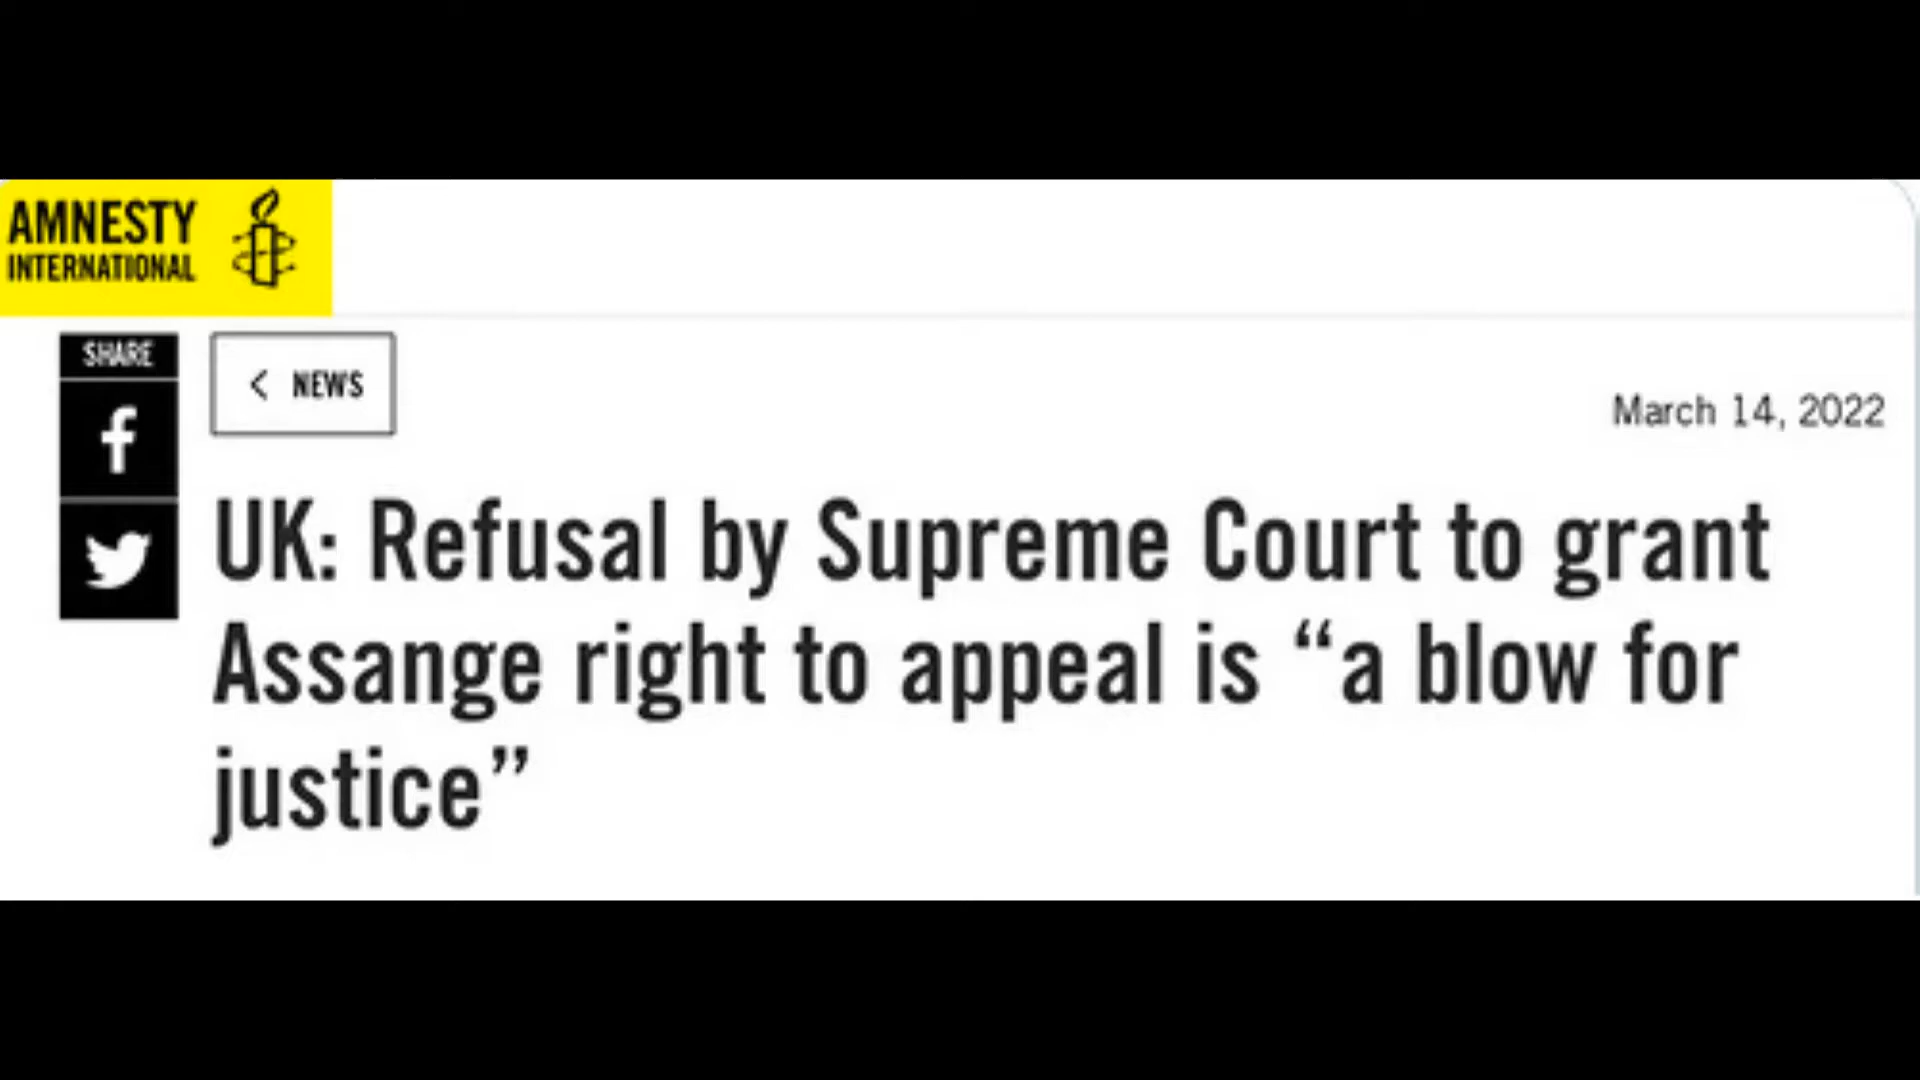 AMNESTY
INTERNATIONAL
SHARE
NEWS
March 14, 2022
UK: Refusal by Supreme Court to grant
Assange right to appeal is “a blow for
justice”